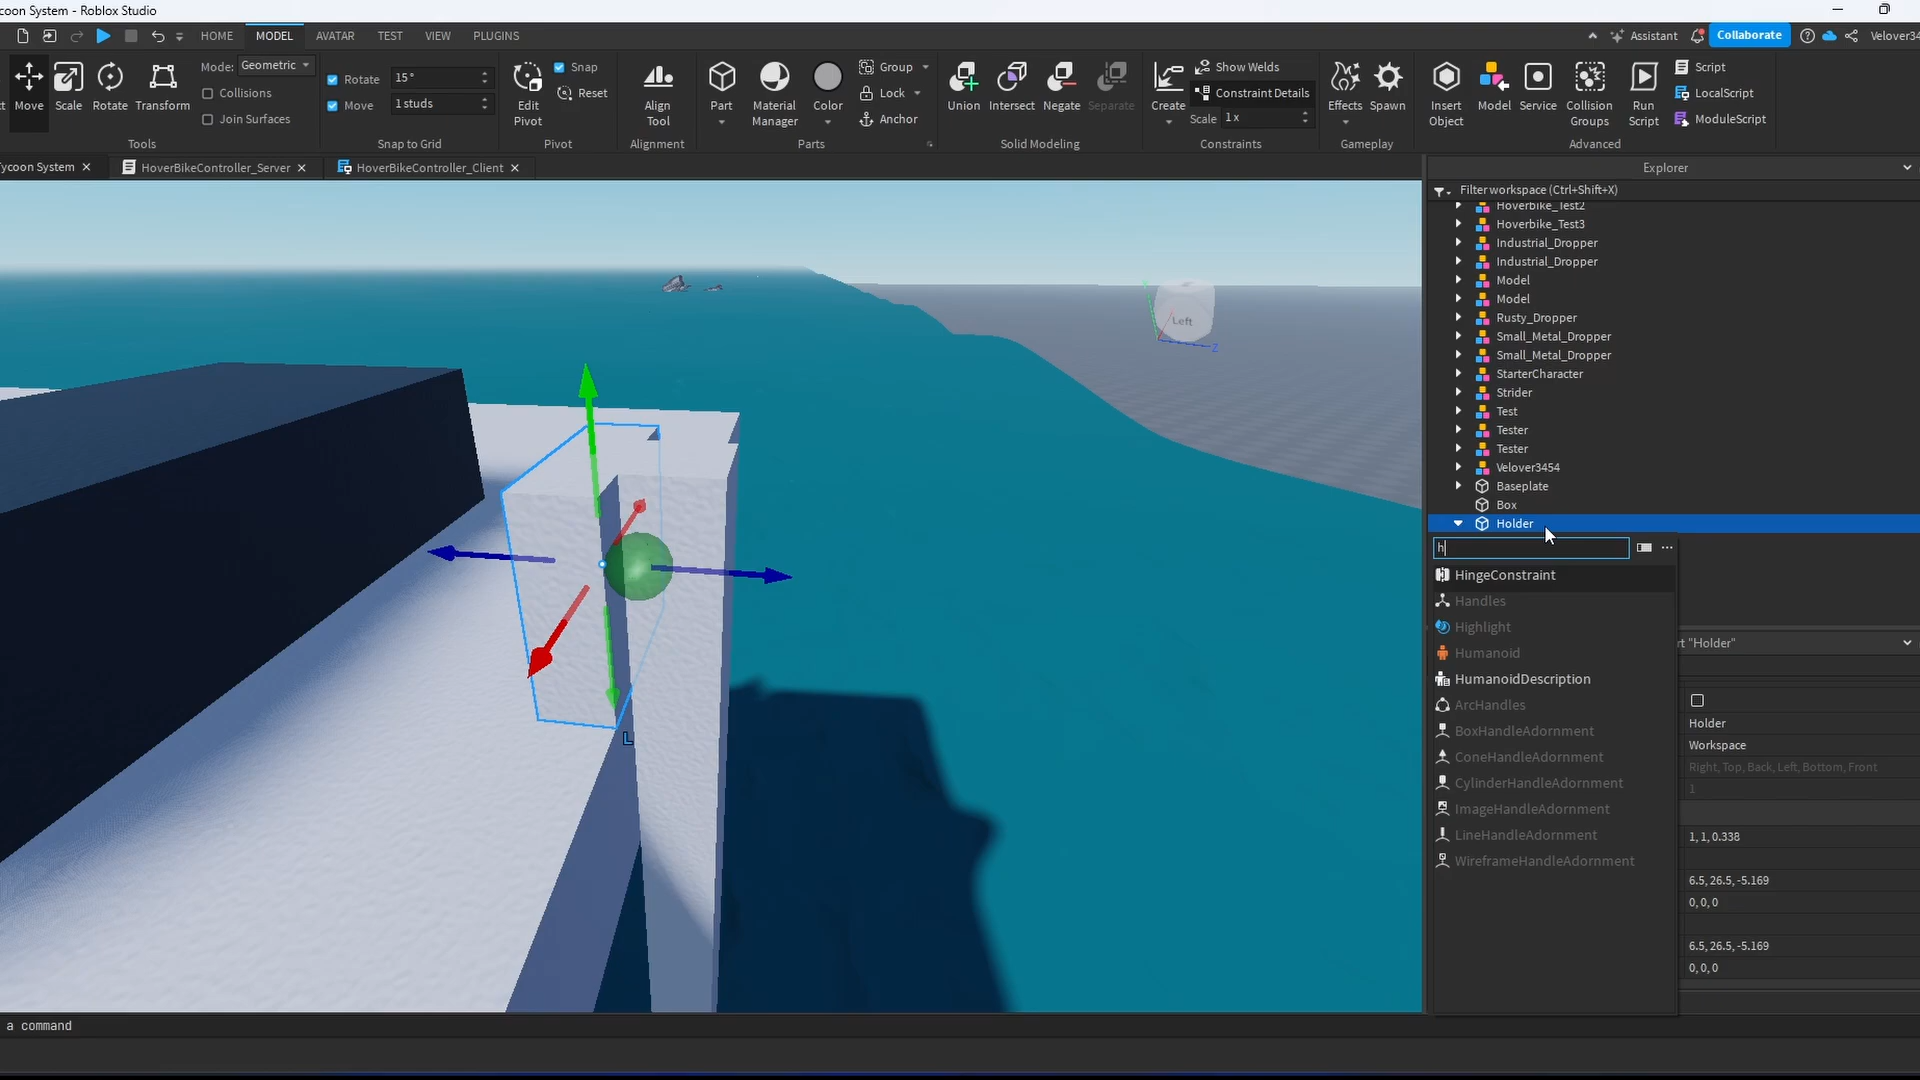 coon System - Roblox Studio
HOME MODEL AVATAR TEST VIEW PLUGINS
Assistant Collaborate Velover34
Move Scale Rotate Transform
Mode: Geometric
Collisions
Join Surfaces
Tools
Rotate 15°
Move 1 studs
Snap to Grid
Edit Pivot
Snap
Reset
Pivot
Align Tool
Alignment
Part
Material Manager
Color
Group
Lock
Anchor
Parts
Union Intersect Negate Separate
Solid Modeling
Create
Show Welds
Constraint Details
Scale 1 x
Constraints
Effects Spawn
Gameplay
Insert Object
Model
Service
Collision Groups
Run Script
Script
LocalScript
ModuleScript
Advanced
ycoon System HoverBikeController_Server HoverBikeController_Client
Explorer
Filter workspace (Ctrl+Shift+X)
Hoverbike_Test2
Hoverbike_Test3
Industrial_Dropper
Industrial_Dropper
Model
Model
Rusty_Dropper
Small_Metal_Dropper
Small_Metal_Dropper
StarterCharacter
Strider
Test
Tester
Tester
Velover3454
Baseplate
Box
Holder
h
HingeConstraint
Handles
Highlight
Humanoid
HumanoidDescription
ArcHandles
BoxHandleAdornment
ConeHandleAdornment
CylinderHandleAdornment
ImageHandleAdornment
LineHandleAdornment
WireframeHandleAdornment
rt "Holder"
Holder
Workspace
Right, Top, Back, Left, Bottom, Front
1
1, 1, 0.338
6.5, 26.5, -5.169
0, 0, 0
6.5, 26.5, -5.169
0, 0, 0
Left
Z
L
a command